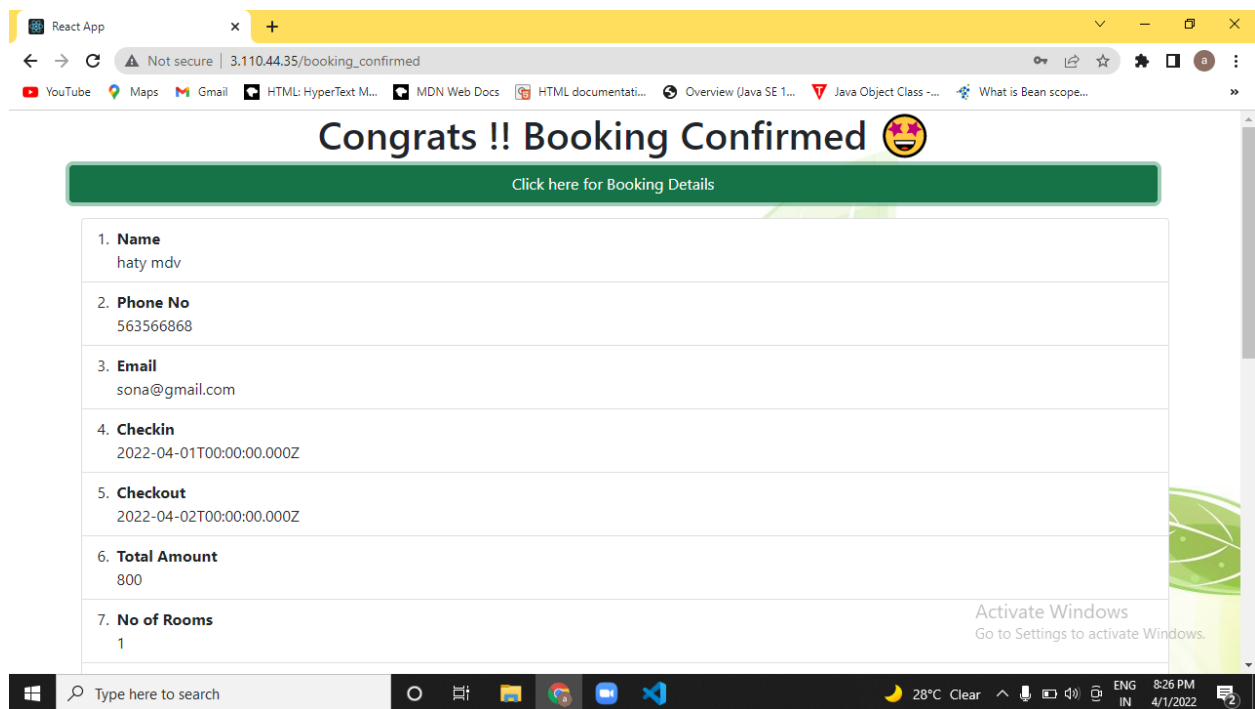 React App
Not secure 3.110.44.35/booking_confirmed
a
YouTube Maps Gmail HTML: HyperText M... MDN Web Docs HTML documentati... Overview (Java SE 1... Java Object Class -... What is Bean scope... »
Congrats !! Booking Confirmed 🤩
Click here for Booking Details
1. Name
haty mdv
2. Phone No
563566868
3. Email
sona@gmail.com
4. Checkin
2022-04-01T00:00:00.000Z
5. Checkout
2022-04-02T00:00:00.000Z
6. Total Amount
800
7. No of Rooms
1
Activate Windows
Go to Settings to activate Windows.
Type here to search
28°C Clear
ENG
IN
8:26 PM
4/1/2022
2